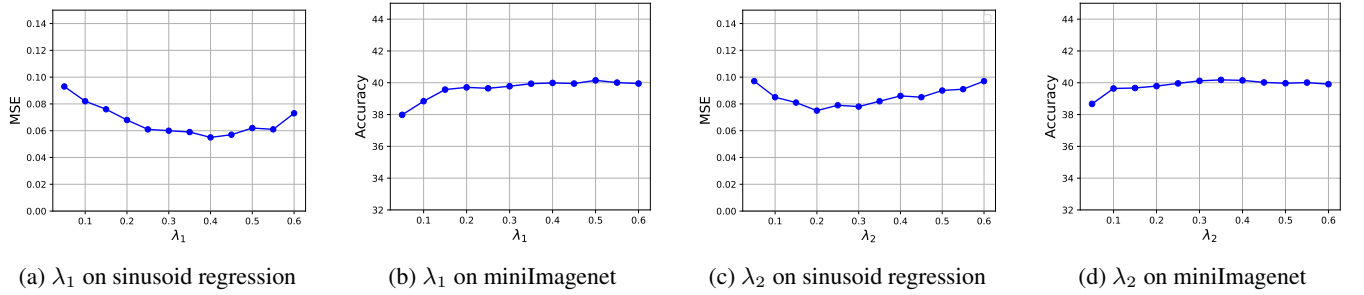 0.14
0.12
0.10
0.08
0.06
0.04
0.02
0.00
MSE
0.1 0.2 0.3 0.4 0.5 0.6
λ₁
44
42
40
38
36
34
32
Accuracy
0.1 0.2 0.3 0.4 0.5 0.6
λ₁
0.14
0.12
0.10
0.08
0.06
0.04
0.02
0.00
MSE
0.1 0.2 0.3 0.4 0.5 0.6
λ₂
44
42
40
38
36
34
32
Accuracy
0.1 0.2 0.3 0.4 0.5 0.6
λ₂
(a) λ₁ on sinusoid regression
(b) λ₁ on miniImagenet
(c) λ₂ on sinusoid regression
(d) λ₂ on miniImagenet